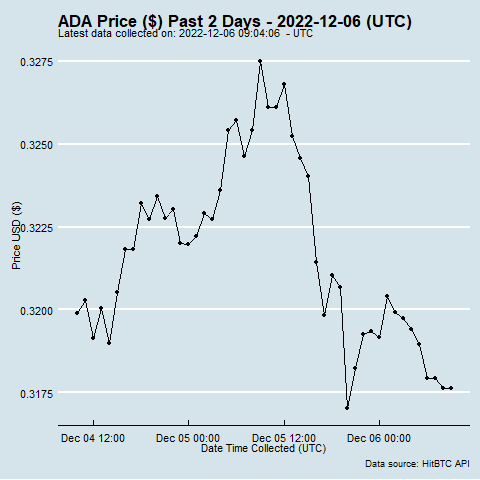 ADA Price ($) Past 2 Days - 2022-12-06 (UTC)
Latest data collected on: 2022-12-06 09:04:06 - UTC
0.3275
0.3250
0.3225
0.3200
0.3175
Price USD ($)
Dec 04 12:00 Dec 05 00:00 Dec 05 12:00 Dec 06 00:00
Date Time Collected (UTC)
Data source: HitBTC API